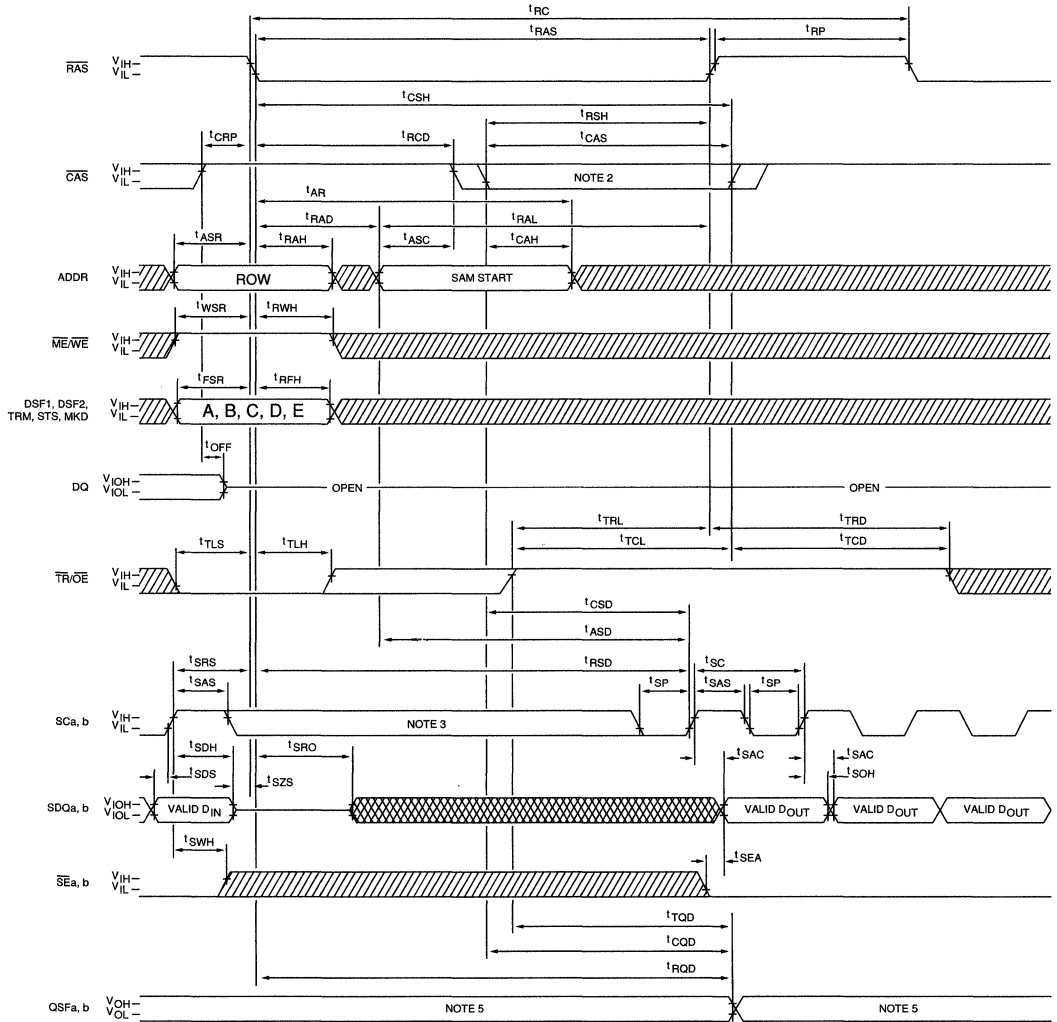 tRC
tRAS
tRP
RAS
VIH
VIL
tCSH
tRSH
tCRP
tRCD
tCAS
CAS
VIH
VIL
NOTE 2
tAR
tRAD
tRAL
tASR
tRAH
tASC
tCAH
ADDR
VIH
VIL
ROW
SAM START
tWSR
tRWH
ME/WE
VIH
VIL
tFSR
tRFH
DSF1, DSF2,
TRM, STS, MKD
VIH
VIL
A, B, C, D, E
tOFF
DQ
VIOH
VIOL
OPEN
OPEN
tTRL
tTRD
tTLS
tTLH
tTCL
tTCD
TR/OE
VIH
VIL
tCSD
tASD
tSRS
tRSD
tSC
tSAS
tSP
tSAS
tSP
SCa, b
VIH
VIL
NOTE 3
tSDH
tSRO
tSAC
tSAC
tSDS
tSZS
tSOH
SDQa, b
VIOH
VIOL
VALID DIN
VALID DOUT
VALID DOUT
VALID DOUT
tSWH
tSEA
SEa, b
VIH
VIL
tTQD
tCQD
tRQD
QSFa, b
VOH
VOL
NOTE 5
NOTE 5